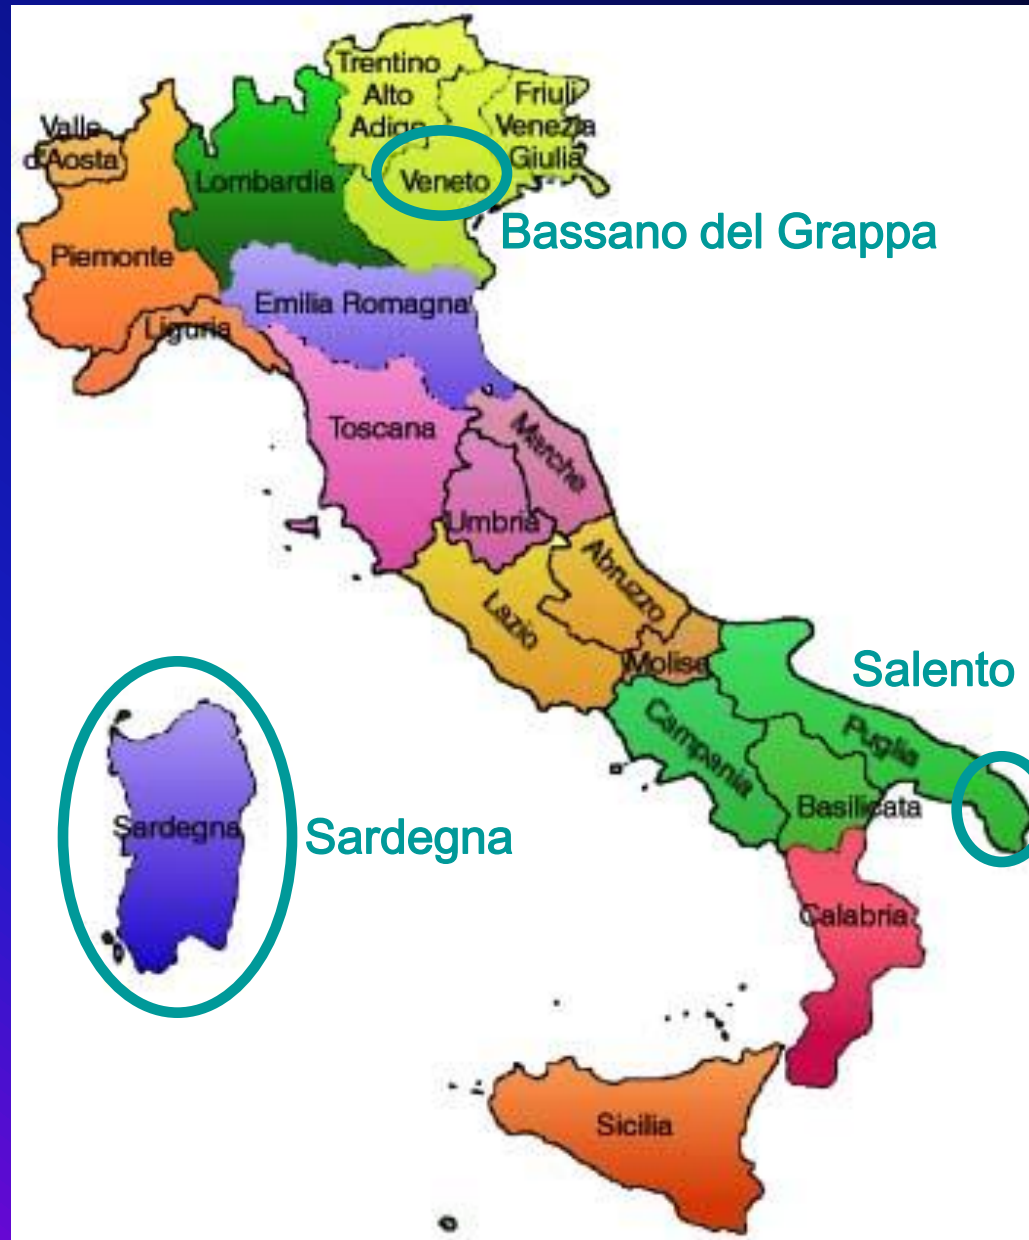 Trentino
Alto
Adige
Friuli
Venezia
Giulia
Valle
d'Aosta
Lombardia
Veneto
Bassano del Grappa
Piemonte
Emilia Romagna
Liguria
Toscana
Marche
Umbria
Abruzzo
Lazio
Molise
Salento
Campania
Puglia
Basilicata
Sardegna
Sardegna
Calabria
Sicilia